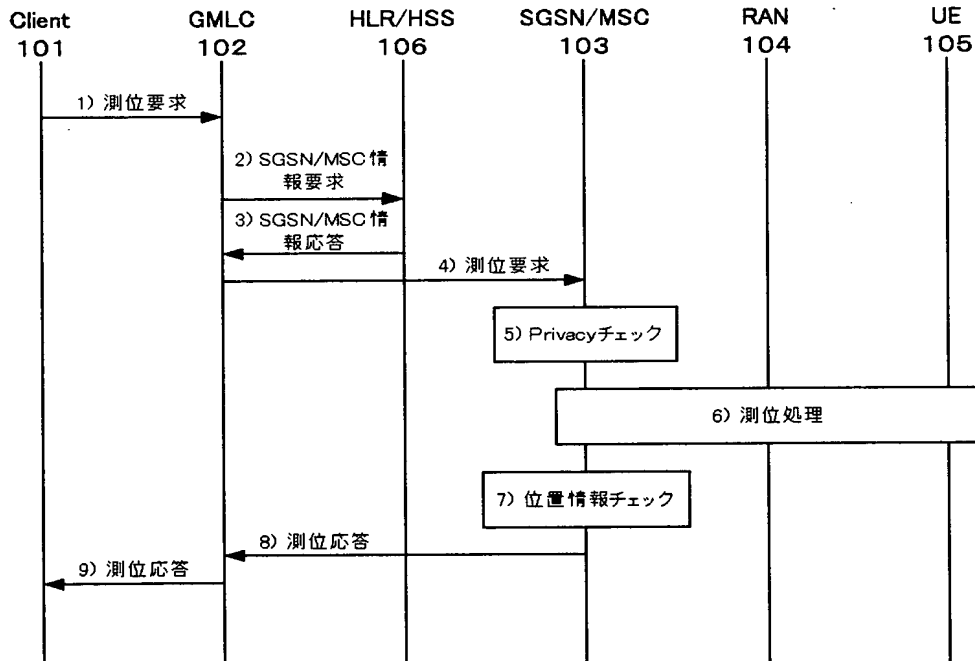 Client GMLC HLR/HSS SGSN/MSC RAN UE
101 102 106 103 104 105
1) 測位要求
2) SGSN/MSC情
報要求
3) SGSN/MSC情
報応答
4) 測位要求
5) Privacyチェック
6) 測位処理
7) 位置情報チェック
8) 測位応答
9) 測位応答